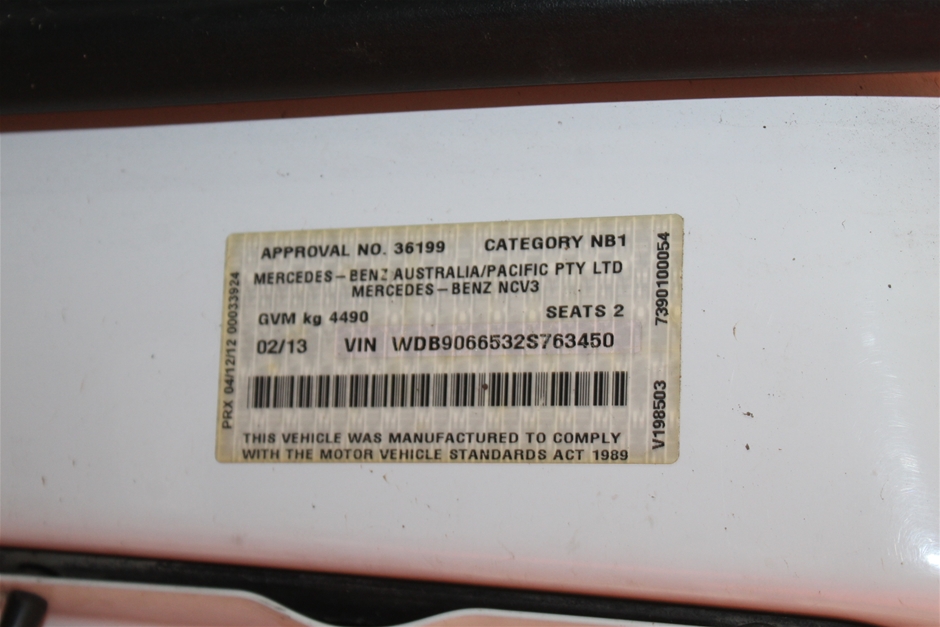 APPROVAL NO. 36199 CATEGORY NB1
MERCEDES-BENZ AUSTRALIA/PACIFIC PTY LTD
MERCEDES-BENZ NCV3
GVM kg 4490 SEATS 2
02/13 VIN WDB9066532S763450
THIS VEHICLE WAS MANUFACTURED TO COMPLY
WITH THE MOTOR VEHICLE STANDARDS ACT 1989
PRX 04/12/12 00033924
V198503 7390100054